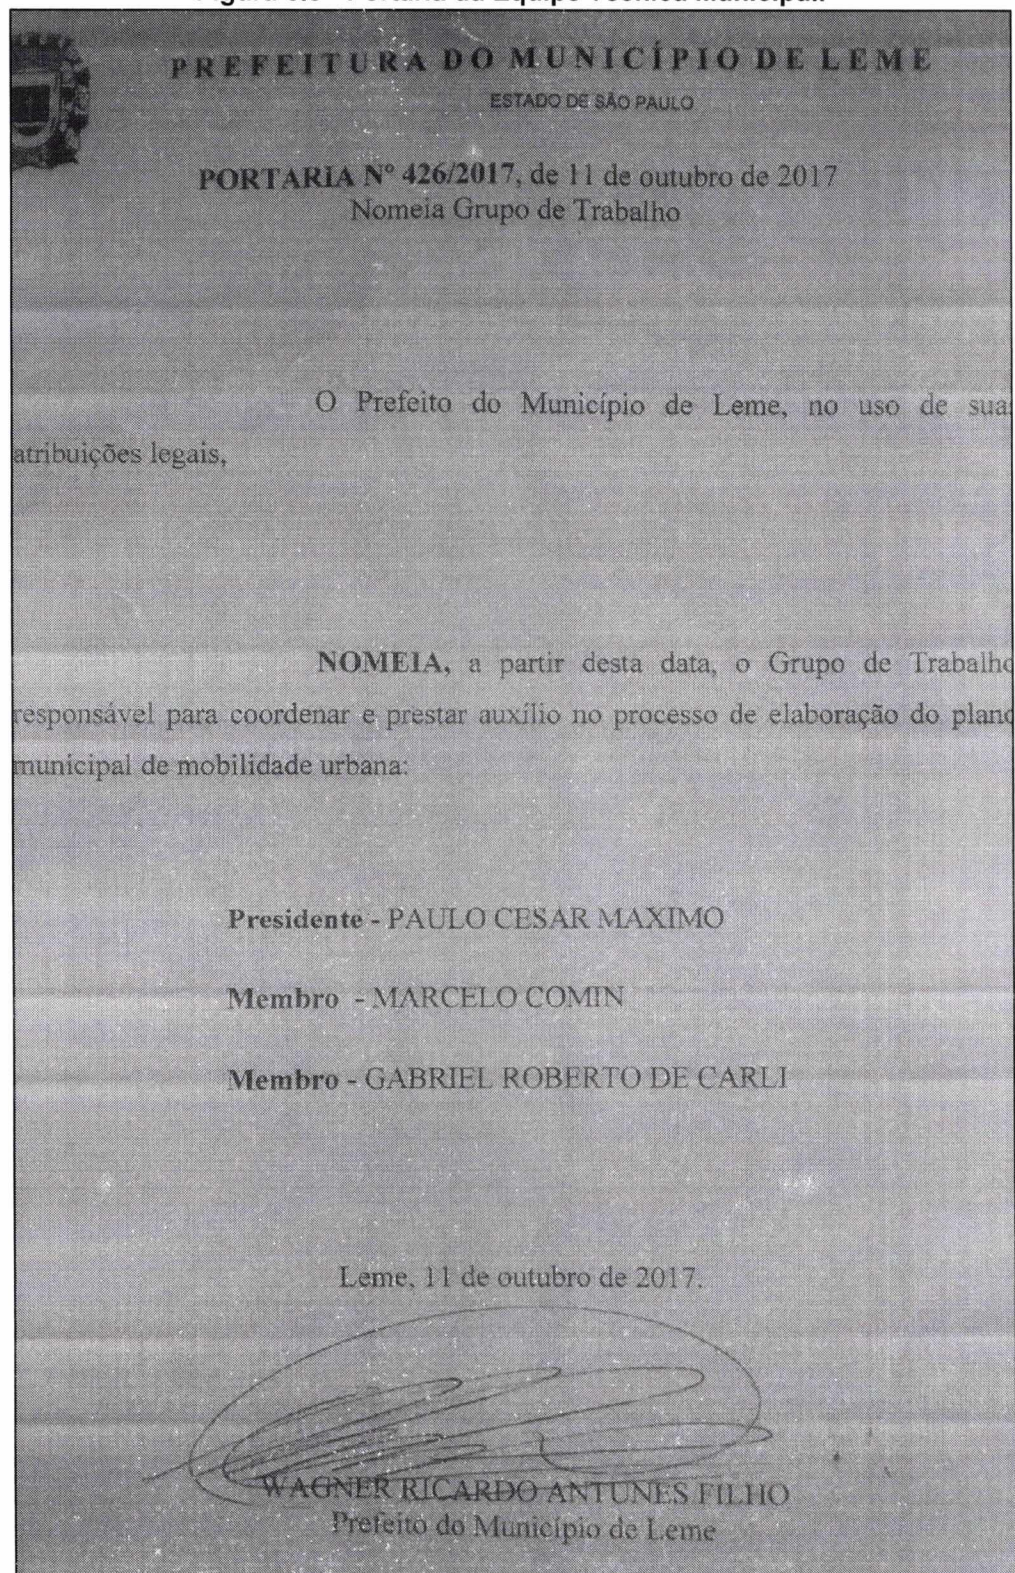 PREFEITURA DO MUNICÍPIO DE LEME
ESTADO DE SÃO PAULO
PORTARIA Nº 426/2017, de 11 de outubro de 2017
Nomeia Grupo de Trabalho
O Prefeito do Município de Leme, no uso de suas
atribuições legais,
NOMEIA, a partir desta data, o Grupo de Trabalho
responsável para coordenar e prestar auxílio no processo de elaboração do plano
municipal de mobilidade urbana:
Presidente - PAULO CESAR MAXIMO
Membro - MARCELO COMIN
Membro - GABRIEL ROBERTO DE CARLI
Leme, 11 de outubro de 2017.
WAGNER RICARDO ANTUNES FILHO
Prefeito do Município de Leme